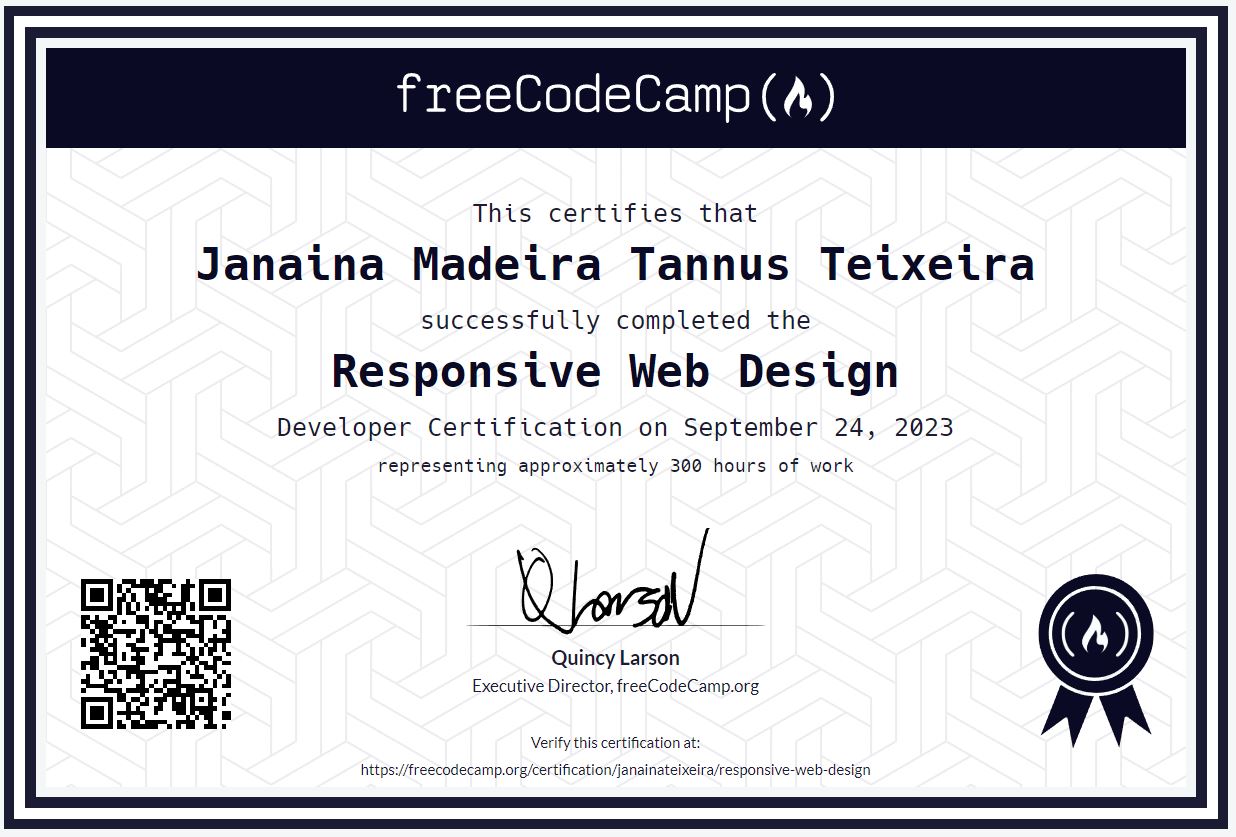 freeCodeCamp(🔥)
This certifies that
Janaina Madeira Tannus Teixeira
successfully completed the
Responsive Web Design
Developer Certification on September 24, 2023
representing approximately 300 hours of work
Q Larson
Quincy Larson
Executive Director, freeCodeCamp.org
Verify this certification at:
https://freecodecamp.org/certification/janainateixeira/responsive-web-design